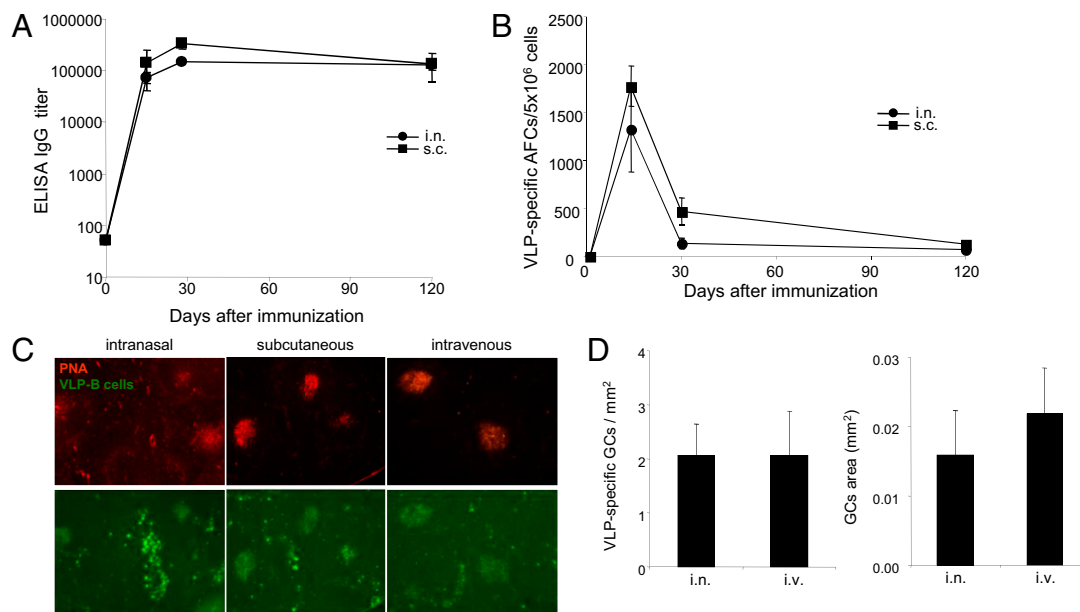 A
ELISA IgG titer
1000000
100000
10000
100
10
0
30
60
90
120
Days after immunization
i.n.
s.c.
B
VLP-specific AFCs/5x10⁶ cells
2500
2000
1500
1000
500
0
0
30
60
90
120
Days after immunization
i.n.
s.c.
C
intranasal
subcutaneous
intravenous
PNA
VLP-B cells
D
VLP-specific GCs / mm²
4
3
2
1
0
i.n.
i.v.
GCs area (mm²)
0.03
0.02
0.01
0.00
i.n.
i.v.